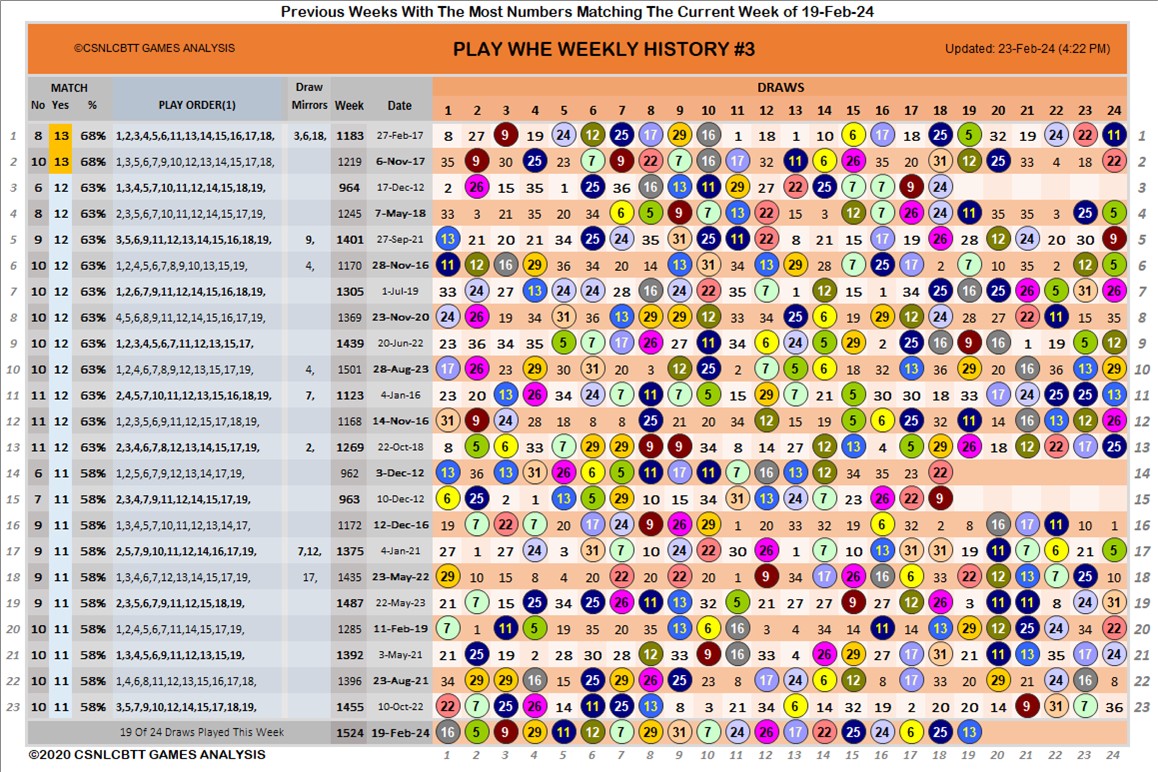 Previous Weeks With The Most Numbers Matching The Current Week of 19-Feb-24
©CSNLCBTT GAMES ANALYSIS PLAY WHE WEEKLY HISTORY #3 Updated: 23-Feb-24 (4:22 PM)
MATCH Draw DRAWS
No Yes % PLAY ORDER(1) Mirrors Week Date 1 2 3 4 5 6 7 8 9 10 11 12 13 14 15 16 17 18 19 20 21 22 23 24
1 8 13 68% 1,2,3,4,5,6,11,13,14,15,16,17,18, 3,6,18, 1183 27-Feb-17 8 27 9 19 24 12 25 17 29 16 1 18 1 10 6 17 18 25 5 32 19 24 22 11 1
2 10 13 68% 1,3,5,6,7,9,10,12,13,14,15,17,18, 1219 6-Nov-17 35 9 30 25 23 7 9 22 7 16 17 32 11 6 26 35 20 31 12 25 33 4 18 22 2
3 6 12 63% 1,3,4,5,7,10,11,12,14,15,18,19, 964 17-Dec-12 2 26 15 35 1 25 36 16 13 11 29 27 22 25 7 7 9 24 3
4 8 12 63% 2,3,5,6,7,10,11,12,14,15,17,19, 1245 7-May-18 33 3 21 35 20 34 6 5 9 7 13 22 15 3 12 7 26 24 11 35 35 3 25 5 4
5 9 12 63% 3,5,6,9,11,12,13,14,15,16,18,19, 9, 1401 27-Sep-21 13 21 20 21 34 25 24 35 31 25 11 22 8 21 15 17 19 26 28 12 24 20 30 9 5
6 10 12 63% 1,2,4,5,6,7,8,9,10,13,15,19, 4, 1170 28-Nov-16 11 12 16 29 36 34 20 14 13 31 34 13 29 28 7 25 17 2 7 10 35 2 12 5 6
7 10 12 63% 1,2,6,7,9,11,12,13,14,15,18,19, 1305 1-Jul-19 33 24 27 13 24 24 28 16 24 22 35 7 1 12 15 1 34 25 16 25 26 5 31 26 7
8 10 12 63% 4,5,6,8,9,11,12,14,15,17,18,19, 1369 23-Nov-20 24 26 19 34 31 36 13 29 29 12 33 34 25 6 19 29 12 24 28 27 22 11 15 35 8
9 10 12 63% 1,2,3,4,5,6,7,11,12,13,15,17, 1439 20-Jun-22 23 36 34 35 5 7 17 26 27 11 34 6 24 5 29 2 25 16 9 16 1 19 5 12 9
10 10 12 63% 1,2,4,6,7,8,9,12,13,15,17,18, 4, 1501 28-Aug-23 17 26 23 29 30 31 20 3 12 25 2 7 5 6 18 32 13 36 29 20 16 36 13 29 10
11 11 12 63% 2,4,5,7,10,11,12,13,15,16,18,19, 7, 1123 4-Jan-16 23 20 13 26 34 24 7 11 7 5 15 29 7 21 5 30 30 18 33 17 24 25 25 13 11
12 11 12 63% 1,2,3,5,6,9,11,12,15,17,18,19, 1168 14-Nov-16 31 9 24 28 18 8 8 25 21 20 34 12 15 19 5 6 25 32 11 14 16 13 12 26 12
13 11 12 63% 2,3,4,6,7,8,12,13,14,15,17,19, 2, 1269 22-Oct-18 8 5 6 33 7 29 29 9 9 34 8 14 27 12 13 4 5 29 26 18 12 22 17 25 13
14 6 11 58% 1,2,5,6,7,9,12,13,14,17,19, 962 3-Dec-12 13 36 13 31 26 6 5 11 17 11 7 16 13 12 34 35 23 22 14
15 7 11 58% 2,3,4,7,9,11,12,14,15,17,19, 963 10-Dec-12 6 25 2 1 13 5 29 10 15 34 31 13 24 7 23 26 22 9 15
16 9 11 58% 1,3,4,5,7,10,12,13,14,17, 1172 12-Dec-16 19 7 22 7 20 17 24 9 26 29 1 20 33 32 19 6 32 2 8 16 17 11 10 1 16
17 9 11 58% 2,5,7,9,10,11,12,14,16,17,19, 7,12, 1375 4-Jan-21 27 1 27 24 3 31 7 10 24 22 30 26 1 7 10 13 31 31 19 11 7 6 21 5 17
18 9 11 58% 1,3,4,6,7,12,13,14,15,17,19, 17, 1435 23-May-22 29 10 15 8 4 20 22 20 22 20 1 9 34 17 26 16 6 33 22 12 13 7 25 10 18
19 9 11 58% 2,3,5,6,7,9,11,12,15,18,19, 1487 22-May-23 21 7 15 25 34 25 26 11 13 32 5 21 27 27 9 27 12 26 3 11 11 8 24 31 19
20 10 11 58% 1,2,4,5,6,7,11,14,15,17,19, 1285 11-Feb-19 7 1 11 5 19 35 20 35 13 6 16 3 4 34 14 11 14 13 29 12 25 24 34 22 20
21 10 11 58% 1,3,4,5,6,9,11,12,13,15,19, 1392 3-May-21 21 25 19 2 28 30 28 12 33 9 16 33 14 26 29 27 17 31 21 11 13 35 17 24 21
22 10 11 58% 1,4,6,8,11,12,15,16,17,18, 1396 23-Aug-21 34 29 29 16 15 25 29 26 25 23 8 17 24 6 12 8 17 33 20 29 21 24 16 8 22
23 10 11 58% 3,5,7,9,10,12,14,15,17,18,19, 1455 10-Oct-22 22 7 25 26 14 11 25 13 8 3 21 34 6 14 32 19 2 20 20 14 9 31 7 36 23
19 Of 24 Draws Played This Week 1524 19-Feb-24 16 5 9 29 11 12 7 29 31 7 24 26 17 22 25 24 6 25 13
©2020 CSNLCBTT GAMES ANALYSIS 1 2 3 4 5 6 7 8 9 10 11 12 13 14 15 16 17 18 19 20 21 22 23 24